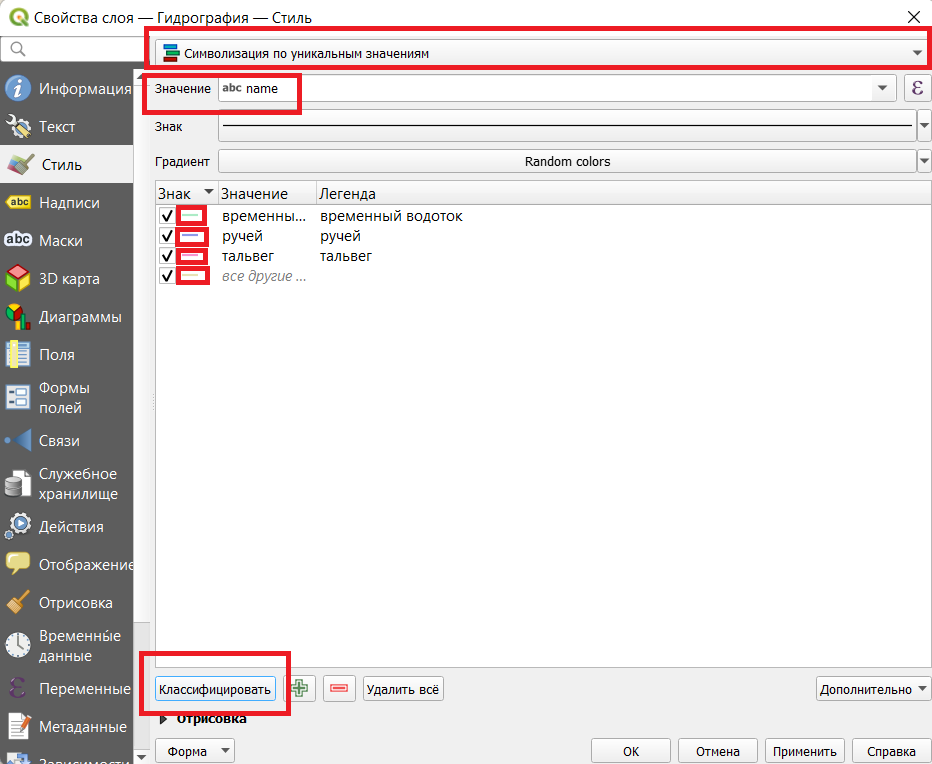 Свойства слоя — Гидрография — Стиль
Символизация по уникальным значениям
Информация
Текст
Стиль
Надписи
Маски
3D карта
Диаграммы
Поля
Формы
полей
Связи
Служебное
хранилище
Действия
Отображение
Отрисовка
Временные
данные
Переменные
Метаданные
Зависимости
Значение abc name ε
Знак
Градиент Random colors
Знак Значение Легенда
временны... временный водоток
ручей ручей
тальвег тальвег
все другие ...
Классифицировать Удалить всё Дополнительно
Отрисовка
Форма OK Отмена Применить Справка